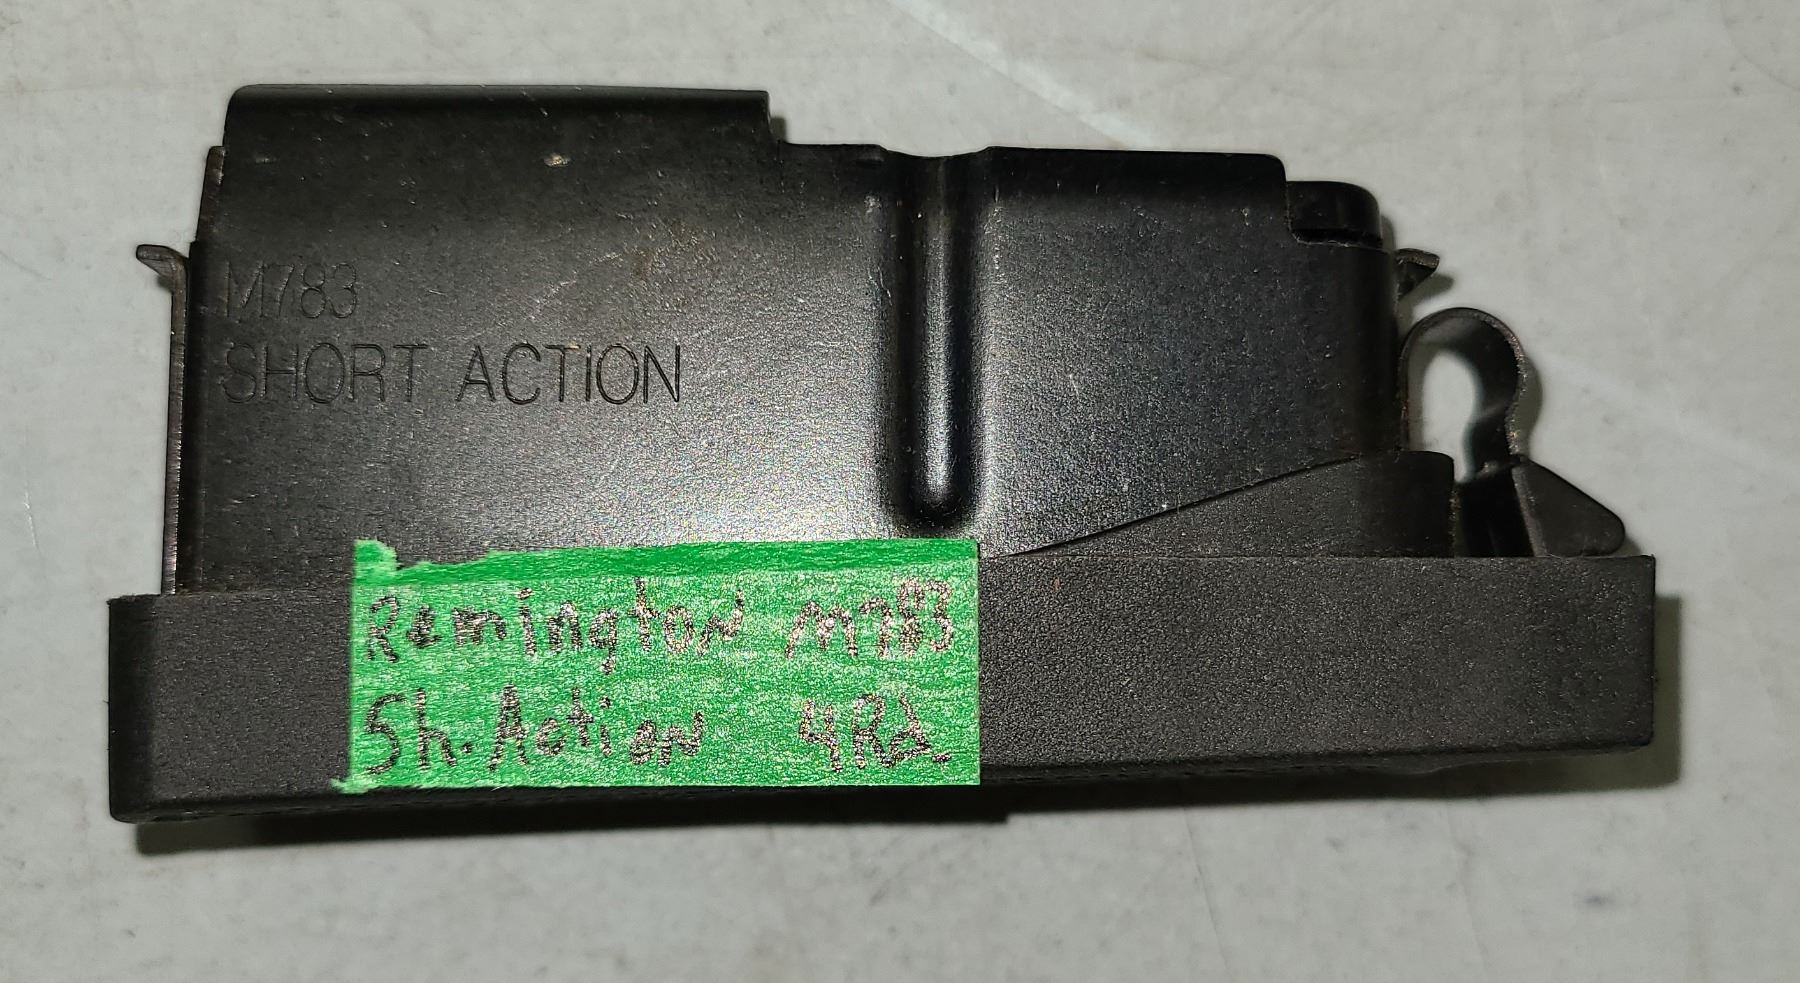 M783
SHORT ACTION
Remington M783
Sh. Action 4Rd.